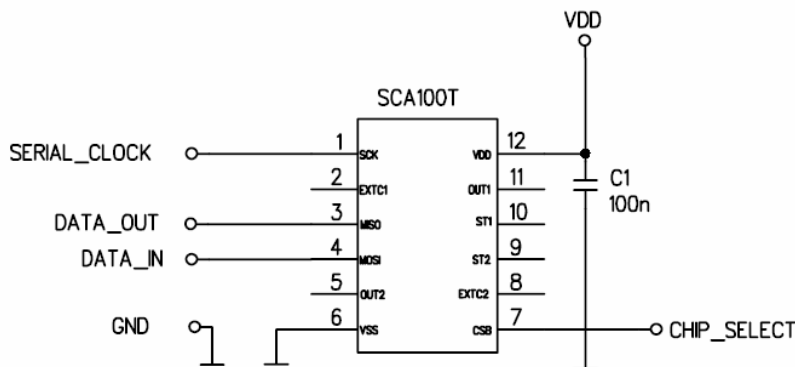 VDD
SCA100T
SERIAL_CLOCK 1 SCK VDD 12
2 EXTC1 OUT1 11 C1
100n
DATA_OUT 3 MISO ST1 10
DATA_IN 4 MOSI ST2 9
5 OUT2 EXTC2 8
GND 6 VSS CSB 7 CHIP_SELECT